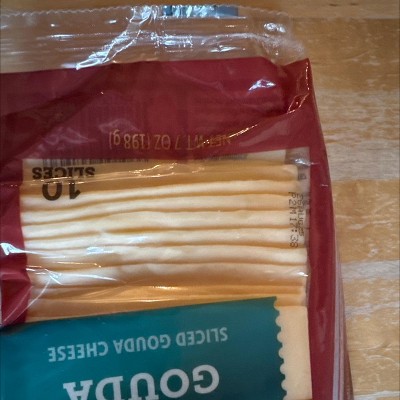 GOUDA
SLICED GOUDA CHEESE
10
SLICES
NET WT 7 OZ (198 g)